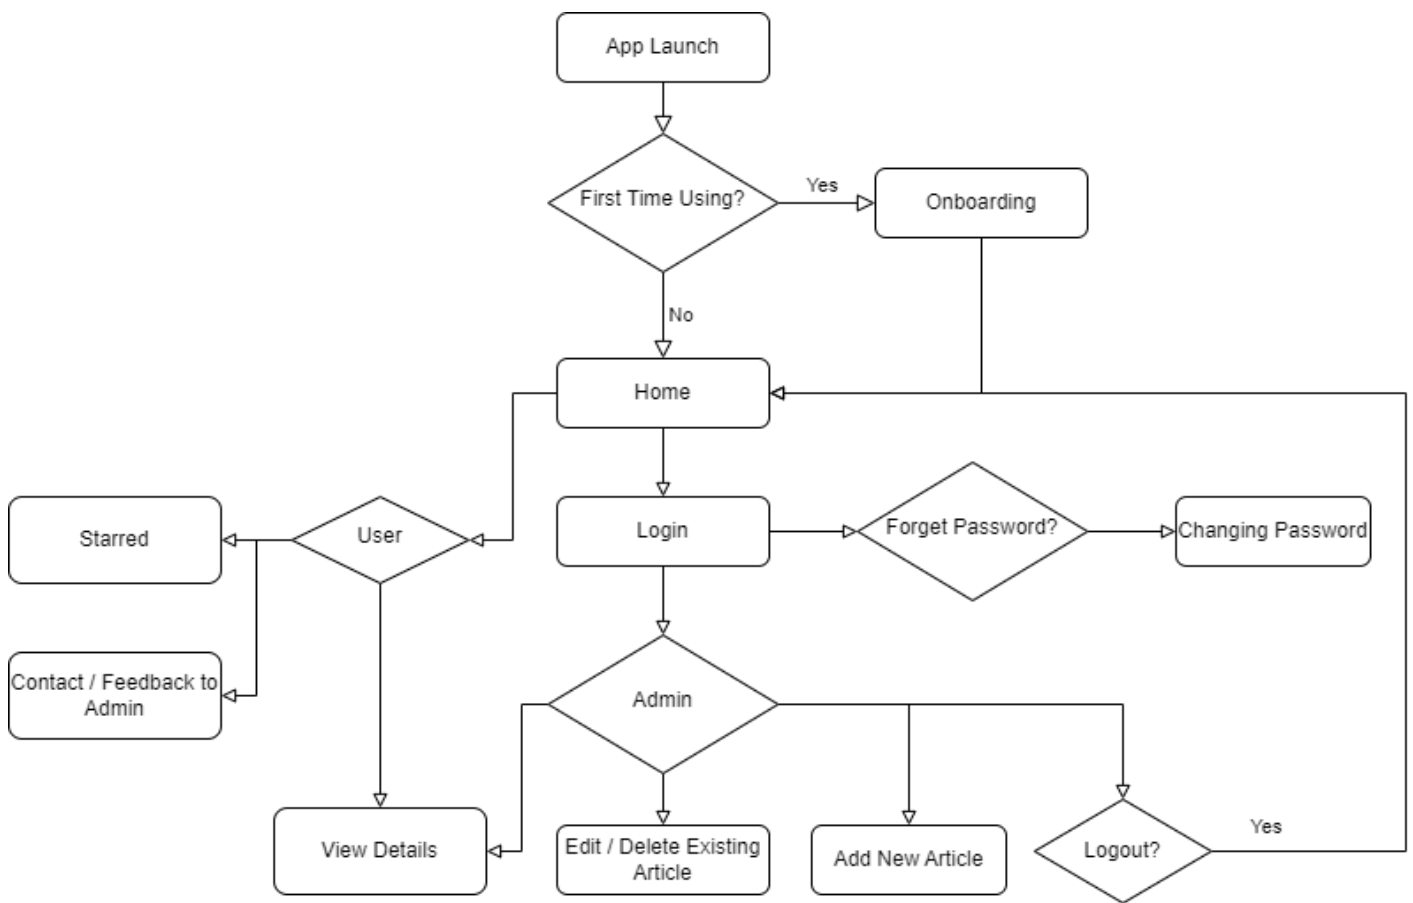 App Launch
First Time Using?
Yes
Onboarding
No
Home
Starred
User
Login
Forget Password?
Changing Password
Contact / Feedback to
Admin
Admin
View Details
Edit / Delete Existing
Article
Add New Article
Logout?
Yes